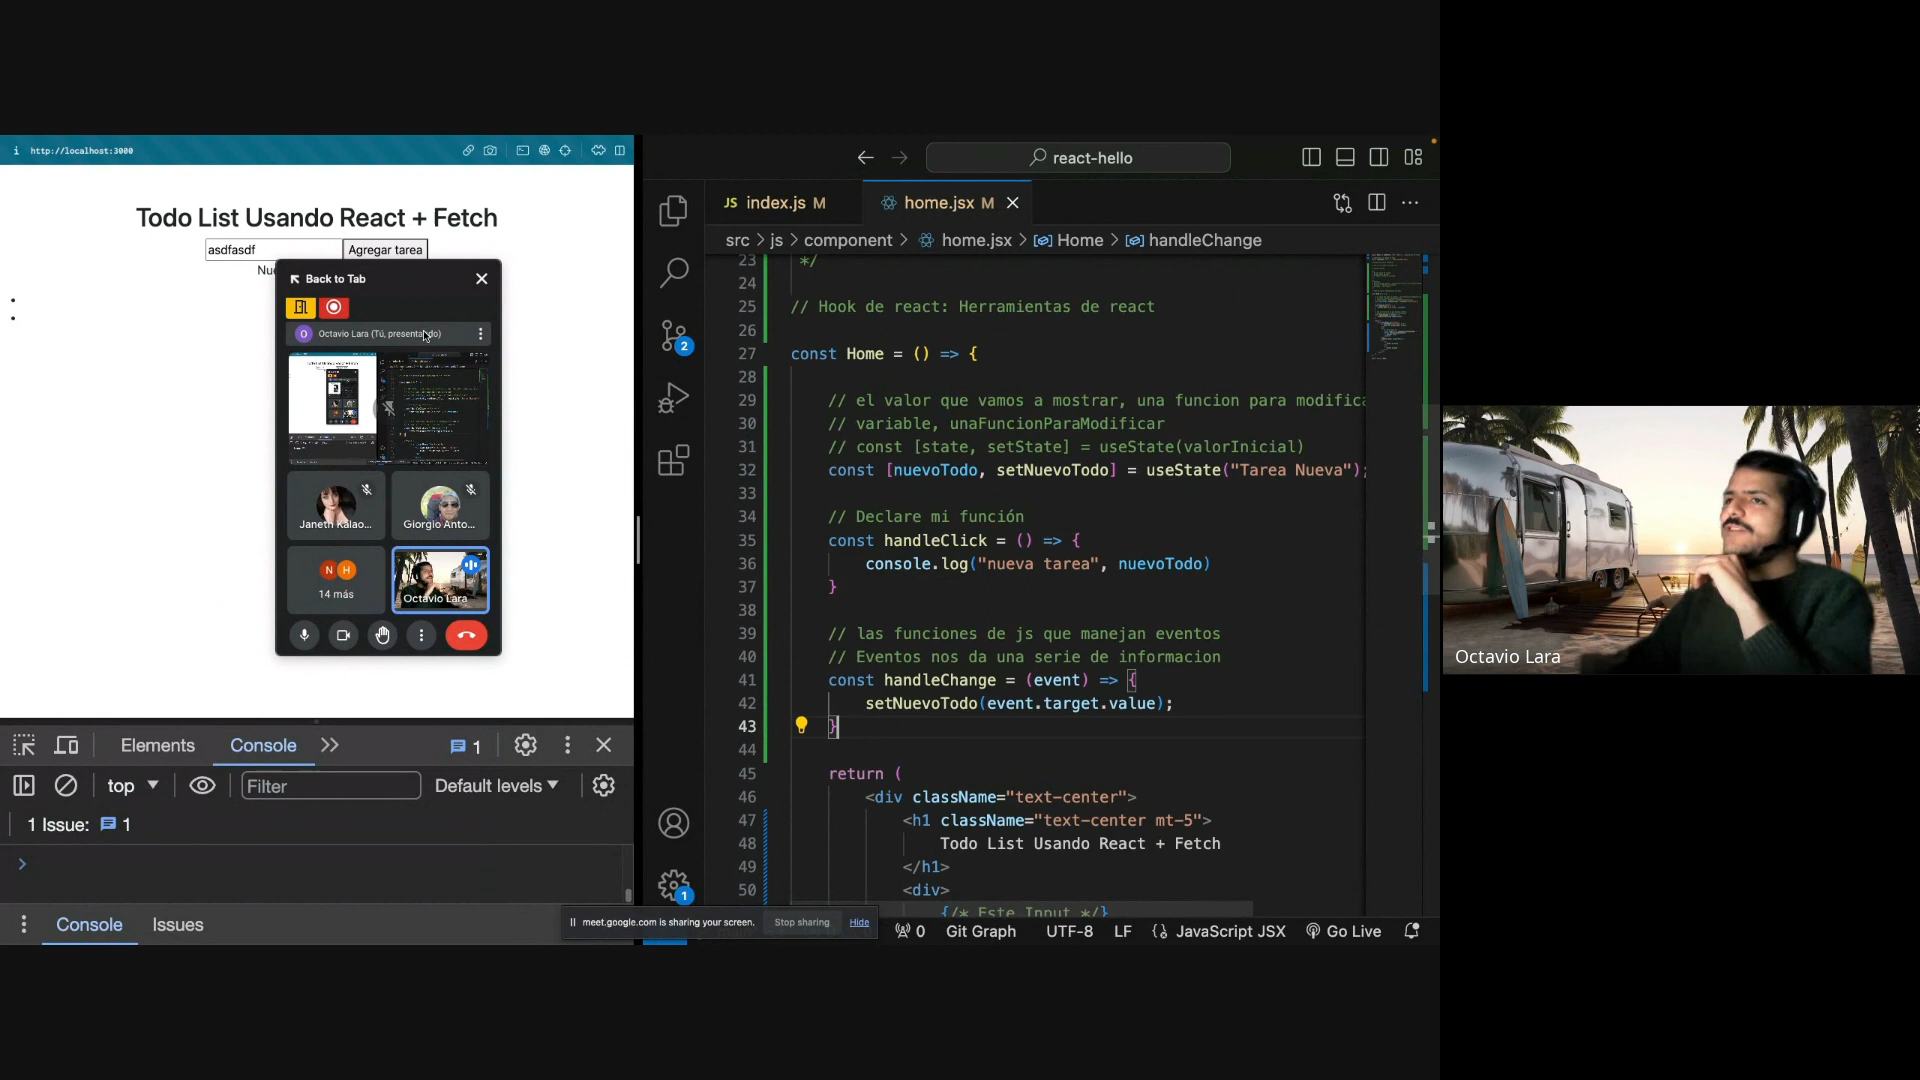 http://localhost:3000
Todo List Usando React + Fetch
asdfasdf
Agregar tarea
Back to Tab
O
Octavio Lara (Tú, presentando)
Janeth Kalao...
Giorgio Anto...
N H
14 más
Octavio Lara
Elements
Console
1
top
Filter
Default levels
1 Issue:
1
Console
Issues
meet.google.com is sharing your screen.
Stop sharing
Hide
react-hello
JS index.js M
home.jsx M
src > js > component > home.jsx > Home > handleChange
2
1
23 */
24
25 // Hook de react: Herramientas de react
26
27 const Home = () => {
28
29 // el valor que vamos a mostrar, una funcion para modifica
30 // variable, unaFuncionParaModificar
31 // const [state, setState] = useState(valorInicial)
32 const [nuevoTodo, setNuevoTodo] = useState("Tarea Nueva");
33
34 // Declare mi función
35 const handleClick = () => {
36 console.log("nueva tarea", nuevoTodo)
37 }
38
39 // las funciones de js que manejan eventos
40 // Eventos nos da una serie de informacion
41 const handleChange = (event) => {
42 setNuevoTodo(event.target.value);
43 }
44
45 return (
46 <div className="text-center">
47 <h1 className="text-center mt-5">
48 Todo List Usando React + Fetch
49 </h1>
50 <div>
{/* Este Input */}
0
Git Graph
UTF-8
LF
JavaScript JSX
Go Live
Octavio Lara